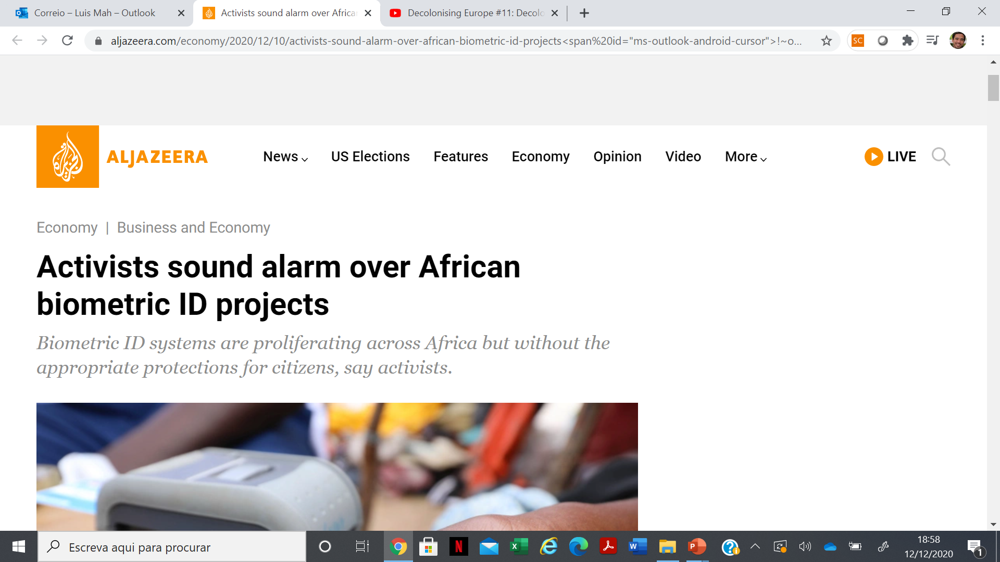 Correio – Luis Mah – Outlook
Activists sound alarm over Africa
Decolonising Europe #11: Decolo
aljazeera.com/economy/2020/12/10/activists-sound-alarm-over-african-biometric-id-projects<span%20id="ms-outlook-android-cursor">!~o...
SC
ALJAZEERA
News
US Elections
Features
Economy
Opinion
Video
More
LIVE
Economy | Business and Economy
Activists sound alarm over African
biometric ID projects
Biometric ID systems are proliferating across Africa but without the
appropriate protections for citizens, say activists.
Escreva aqui para procurar
18:58
12/12/2020
1